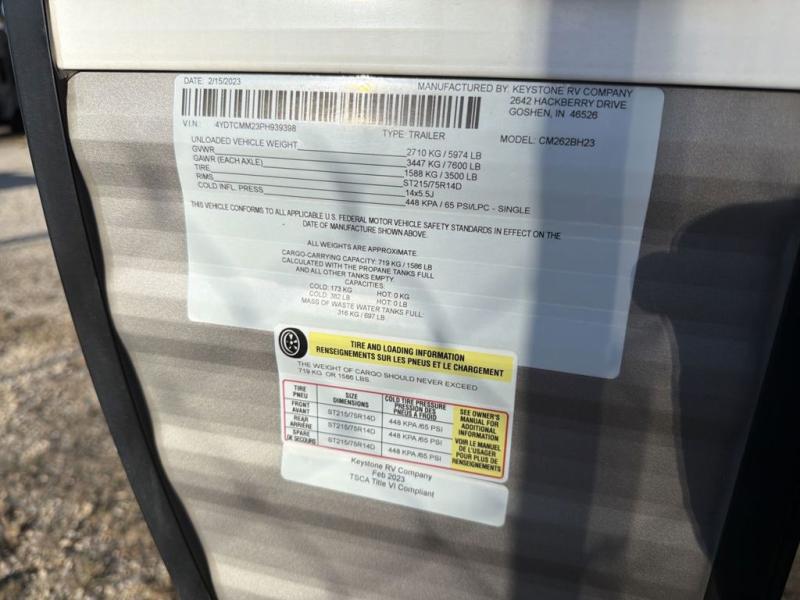 DATE: 2/15/2023
MANUFACTURED BY: KEYSTONE RV COMPANY
2642 HACKBERRY DRIVE
GOSHEN, IN 46526
V.I.N.: 4YDTCMM23PH939398
TYPE: TRAILER
MODEL: CM262BH23
UNLOADED VEHICLE WEIGHT 2710 KG / 5974 LB
GVWR 3447 KG / 7600 LB
GAWR (EACH AXLE) 1588 KG / 3500 LB
TIRE ST215/75R14D
RIMS 14x5.5J
COLD INFL. PRESS 448 KPA / 65 PSI/LPC - SINGLE
THIS VEHICLE CONFORMS TO ALL APPLICABLE U.S. FEDERAL MOTOR VEHICLE SAFETY STANDARDS IN EFFECT ON THE
DATE OF MANUFACTURE SHOWN ABOVE.
ALL WEIGHTS ARE APPROXIMATE.
CARGO-CARRYING CAPACITY: 719 KG / 1586 LB
CALCULATED WITH THE PROPANE TANKS FULL
AND ALL OTHER TANKS EMPTY.
CAPACITIES:
COLD: 173 KG HOT: 0 KG
COLD: 382 LB HOT: 0 LB
MASS OF WASTE WATER TANKS FULL:
316 KG / 697 LB
TIRE AND LOADING INFORMATION
RENSEIGNEMENTS SUR LES PNEUS ET LE CHARGEMENT
THE WEIGHT OF CARGO SHOULD NEVER EXCEED
719 KG. OR 1586 LBS.
TIRE
PNEU
SIZE
DIMENSIONS
COLD TIRE PRESSURE
PRESSION DES
PNEUS A FROID
FRONT
AVANT
ST215/75R14D
448 KPA /65 PSI
REAR
ARRIÈRE
ST215/75R14D
448 KPA /65 PSI
SPARE
DE SECOURS
ST215/75R14D
448 KPA /65 PSI
SEE OWNER'S
MANUAL FOR
ADDITIONAL
INFORMATION
VOIR LE MANUEL
DE L'USAGER
POUR PLUS DE
RENSEIGNEMENTS
Keystone RV Company
Feb 2023
TSCA Title VI Compliant